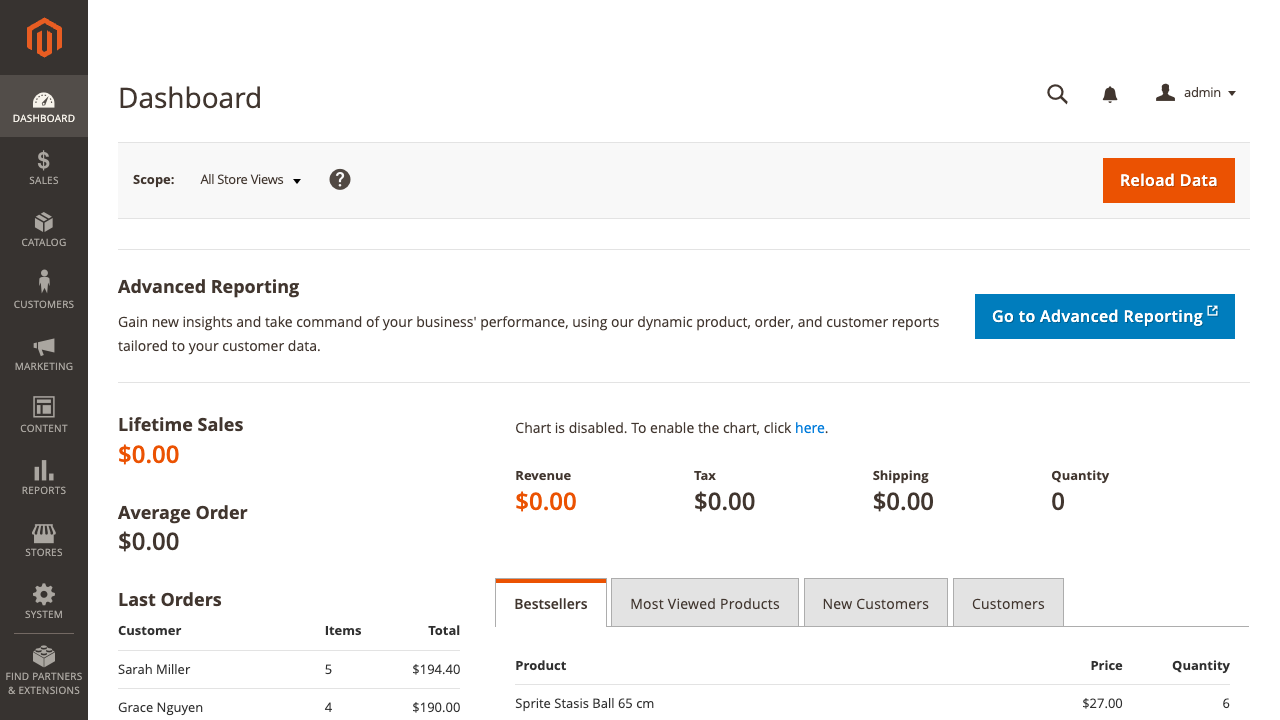 DASHBOARD
SALES
CATALOG
CUSTOMERS
MARKETING
CONTENT
REPORTS
STORES
SYSTEM
FIND PARTNERS
& EXTENSIONS
Dashboard
admin
Scope: All Store Views ?
Reload Data
Advanced Reporting
Gain new insights and take command of your business' performance, using our dynamic product, order, and customer reports
tailored to your customer data.
Go to Advanced Reporting
Lifetime Sales
$0.00
Average Order
$0.00
Last Orders
Customer Items Total
Sarah Miller 5 $194.40
Grace Nguyen 4 $190.00
Chart is disabled. To enable the chart, click here.
Revenue Tax Shipping Quantity
$0.00 $0.00 $0.00 0
Bestsellers Most Viewed Products New Customers Customers
Product Price Quantity
Sprite Stasis Ball 65 cm $27.00 6